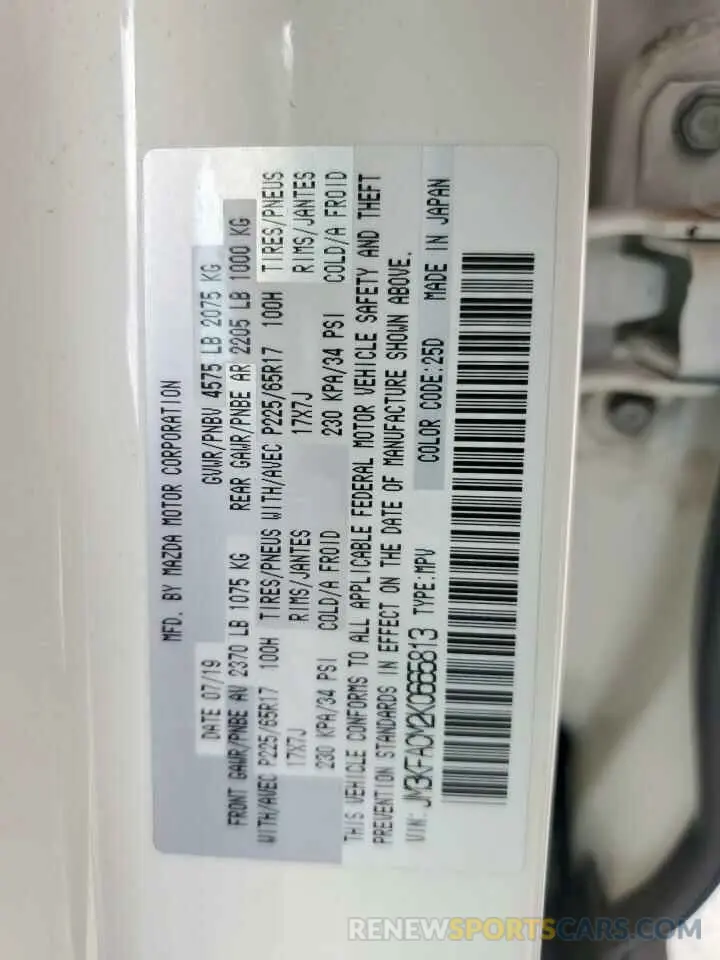 MFD. BY MAZDA MOTOR CORPORATION
DATE 07/19 GVWR/PNBV 4575 LB 2075 KG
FRONT GAWR/PNBE AV 2370 LB 1075 KG REAR GAWR/PNBE AR 2205 LB 1000 KG
WITH/AVEC P225/65R17 100H TIRES/PNEUS WITH/AVEC P225/65R17 100H TIRES/PNEUS
17X7J RIMS/JANTES 17X7J RIMS/JANTES
230 KPA/34 PSI COLD/A FROID 230 KPA/34 PSI COLD/A FROID
THIS VEHICLE CONFORMS TO ALL APPLICABLE FEDERAL MOTOR VEHICLE SAFETY AND THEFT
PREVENTION STANDARDS IN EFFECT ON THE DATE OF MANUFACTURE SHOWN ABOVE.
VIN: JM3KFACM2K0665813 TYPE:MPV COLOR CODE:25D MADE IN JAPAN
RENEWSPORTSCARS.COM